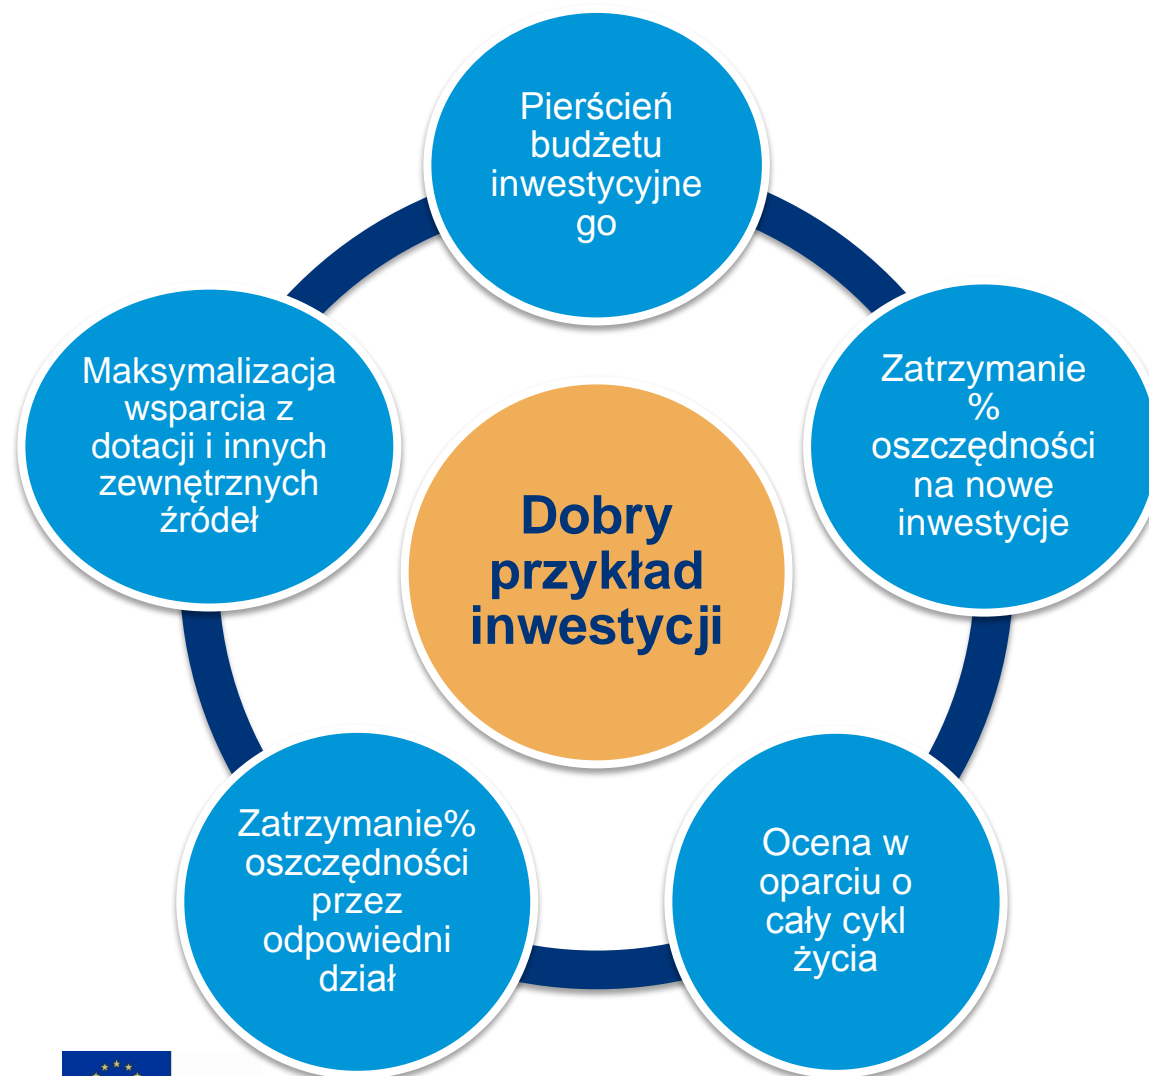 Pierścień
budżetu
inwestycyjne
go
Zatrzymanie
%
oszczędności
na nowe
inwestycje
Ocena w
oparciu o
cały cykl
życia
Zatrzymanie%
oszczędności
przez
odpowiedni
dział
Maksymalizacja
wsparcia z
dotacji i innych
zewnętrznych
źródeł
Dobry
przykład
inwestycji